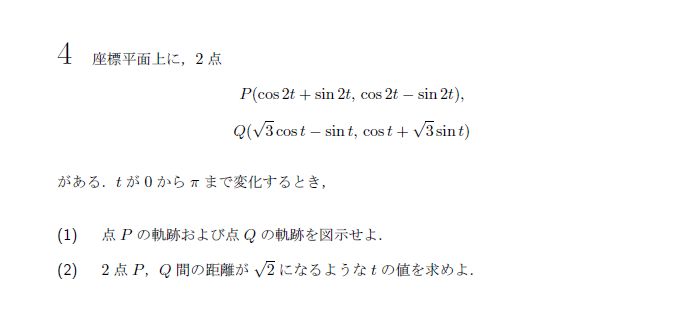 4 座標平面上に，2 点
P(cos 2t + sin 2t, cos 2t − sin 2t),
Q(√3 cos t − sin t, cos t + √3 sin t)
がある．t が 0 から π まで変化するとき，
(1) 点 P の軌跡および点 Q の軌跡を図示せよ．
(2) 2 点 P，Q 間の距離が √2 になるような t の値を求めよ．